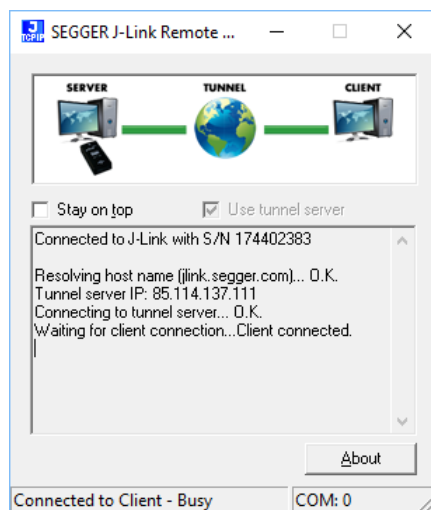 J
TCPIP
SEGGER J-Link Remote ...
SERVER
TUNNEL
CLIENT
Stay on top
Use tunnel server
Connected to J-Link with S/N 174402383
Resolving host name (jlink.segger.com)... O.K.
Tunnel server IP: 85.114.137.111
Connecting to tunnel server... O.K.
Waiting for client connection...Client connected.
About
Connected to Client - Busy
COM: 0